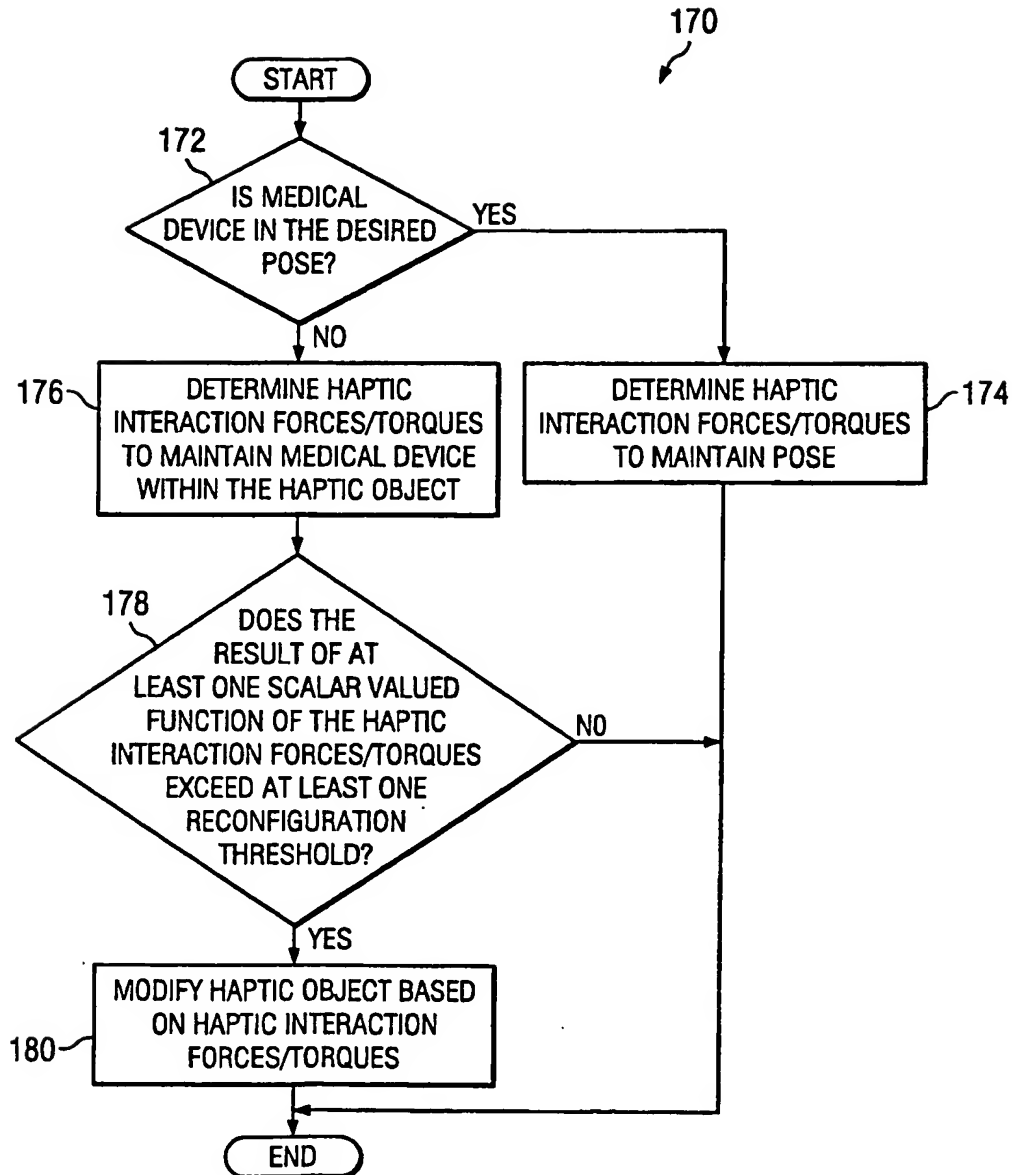 170
START
172
IS MEDICAL
DEVICE IN THE DESIRED
POSE?
YES
NO
176
DETERMINE HAPTIC
INTERACTION FORCES/TORQUES
TO MAINTAIN MEDICAL DEVICE
WITHIN THE HAPTIC OBJECT
DETERMINE HAPTIC
INTERACTION FORCES/TORQUES
TO MAINTAIN POSE
174
178
DOES THE
RESULT OF AT
LEAST ONE SCALAR VALUED
FUNCTION OF THE HAPTIC
INTERACTION FORCES/TORQUES
EXCEED AT LEAST ONE
RECONFIGURATION
THRESHOLD?
NO
YES
MODIFY HAPTIC OBJECT BASED
ON HAPTIC INTERACTION
FORCES/TORQUES
180
END